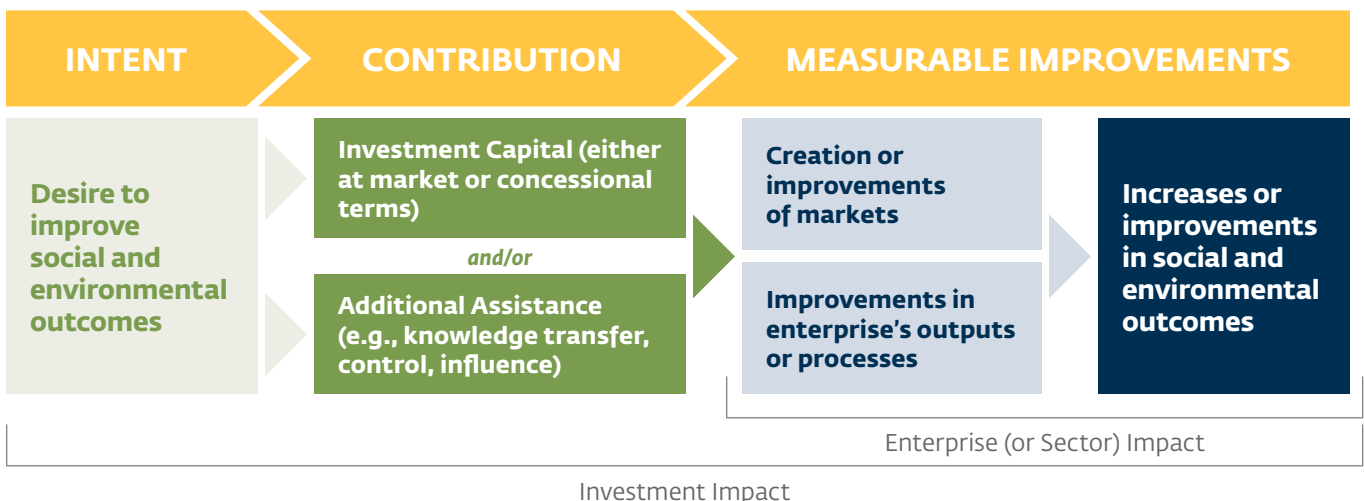 INTENT
CONTRIBUTION
MEASURABLE IMPROVEMENTS
Desire to
improve
social and
environmental
outcomes
Investment Capital (either
at market or concessional
terms)
and/or
Additional Assistance
(e.g., knowledge transfer,
control, influence)
Creation or
improvements
of markets
Improvements in
enterprise's outputs
or processes
Increases or
improvements
in social and
environmental
outcomes
Enterprise (or Sector) Impact
Investment Impact